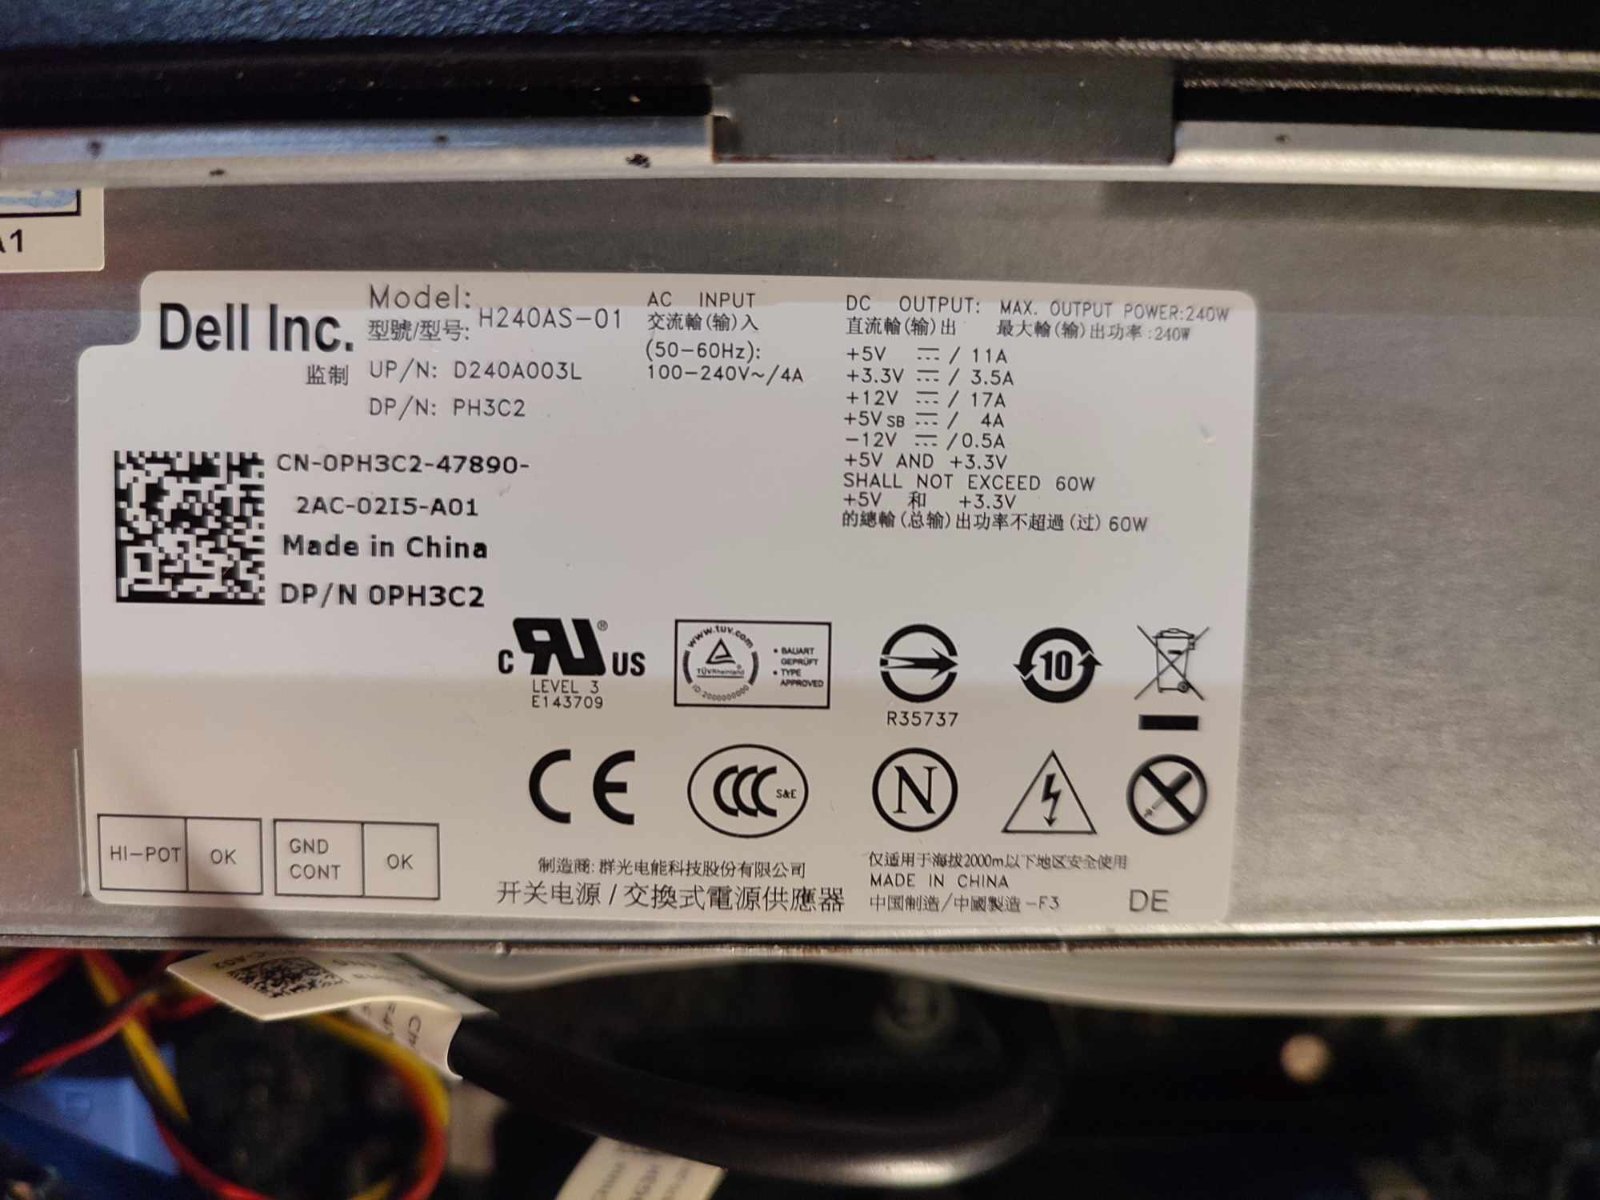 A1
Dell Inc.
监制
Model:
型號/型号:
H240AS-01
UP/N: D240A003L
DP/N: PH3C2
AC INPUT
交流輸(输)入
(50-60Hz):
100-240V~/4A
DC OUTPUT: MAX. OUTPUT POWER:240W
直流輸(输)出 最大輸(输)出功率:240W
+5V ⎓ / 11A
+3.3V ⎓ / 3.5A
+12V ⎓ / 17A
+5VSB ⎓ / 4A
-12V ⎓ /0.5A
+5V AND +3.3V
SHALL NOT EXCEED 60W
+5V 和 +3.3V
的總輸(总输)出功率不超過(过)60W
CN-0PH3C2-47890-
2AC-02I5-A01
Made in China
DP/N 0PH3C2
C RU ® US
LEVEL 3
E143709
www.tuv.com
TÜVRheinland
ID:2000000000
• BAUART
GEPRÜFT
• TYPE
APPROVED
R35737
10
CE
CCC S&E
N
HI-POT OK
GND
CONT
OK
制造商: 群光电能科技股份有限公司
开关电源 / 交換式電源供應器
仅适用于海拔2000m以下地区安全使用
MADE IN CHINA
中国制造/中國製造-F3
DE